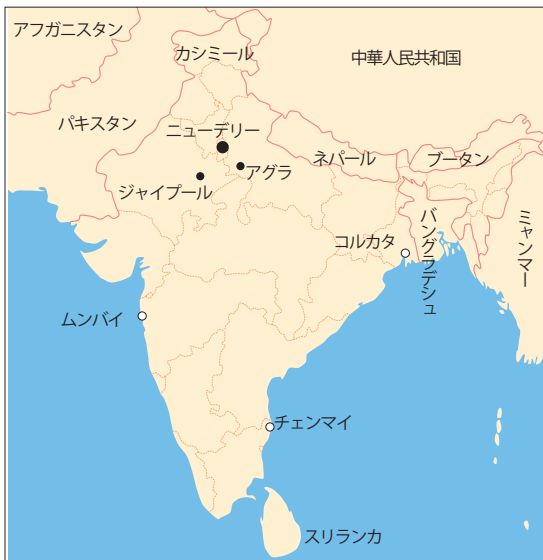 アフガニスタン
カシミール
中華人民共和国
パキスタン
ニューデリー
ネパール
ブータン
アグラ
ジャイプール
バングラデシュ
ミャンマー
コルカタ
ムンバイ
チェンマイ
スリランカ